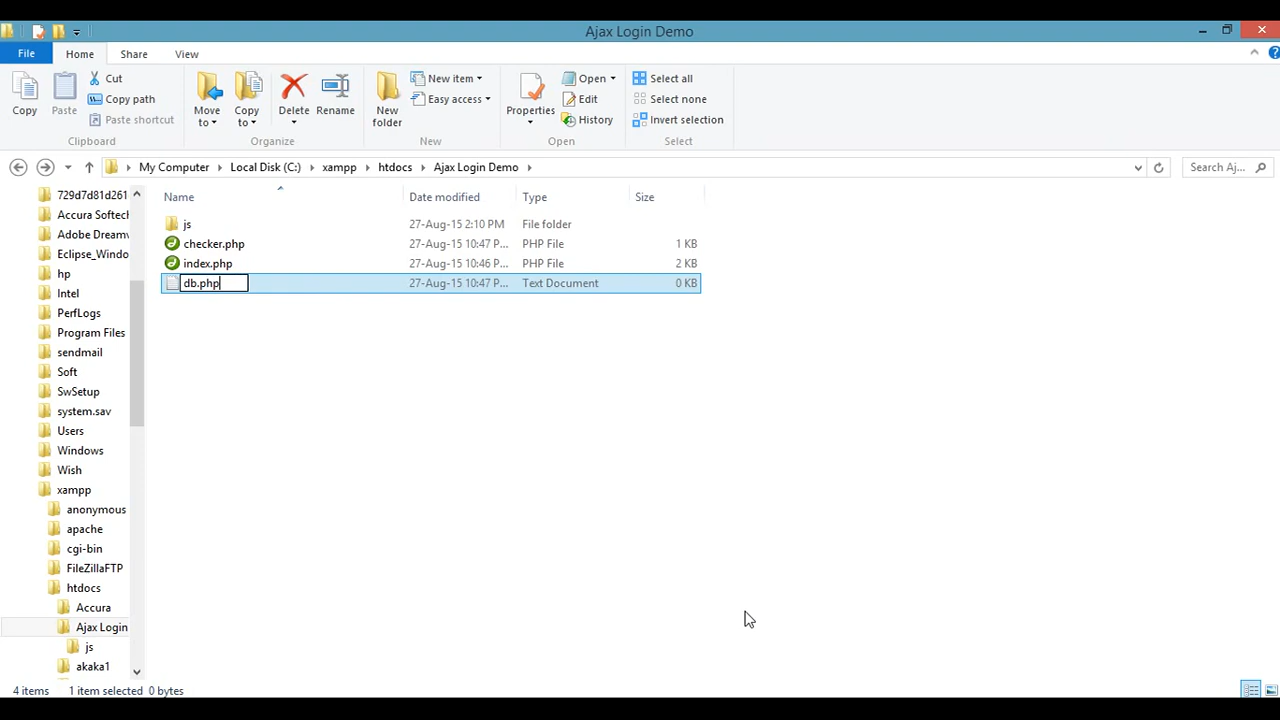 Ajax Login Demo
File Home Share View
Copy Paste Cut Copy path Paste shortcut Move to Copy to Delete Rename New folder New item Easy access Properties Open Edit History Select all Select none Invert selection
Clipboard Organize New Open Select
My Computer Local Disk (C:) xampp htdocs Ajax Login Demo Search Aj...
Name Date modified Type Size
js 27-Aug-15 2:10 PM File folder
checker.php 27-Aug-15 10:47 P... PHP File 1 KB
index.php 27-Aug-15 10:46 P... PHP File 2 KB
db.php 27-Aug-15 10:47 P... Text Document 0 KB
729d7d81d261
Accura Softech
Adobe Dreamv
Eclipse_Windo
hp
Intel
PerfLogs
Program Files
sendmail
Soft
SwSetup
system.sav
Users
Windows
Wish
xampp
anonymous
apache
cgi-bin
FileZillaFTP
htdocs
Accura
Ajax Login
js
akaka1
4 items 1 item selected 0 bytes